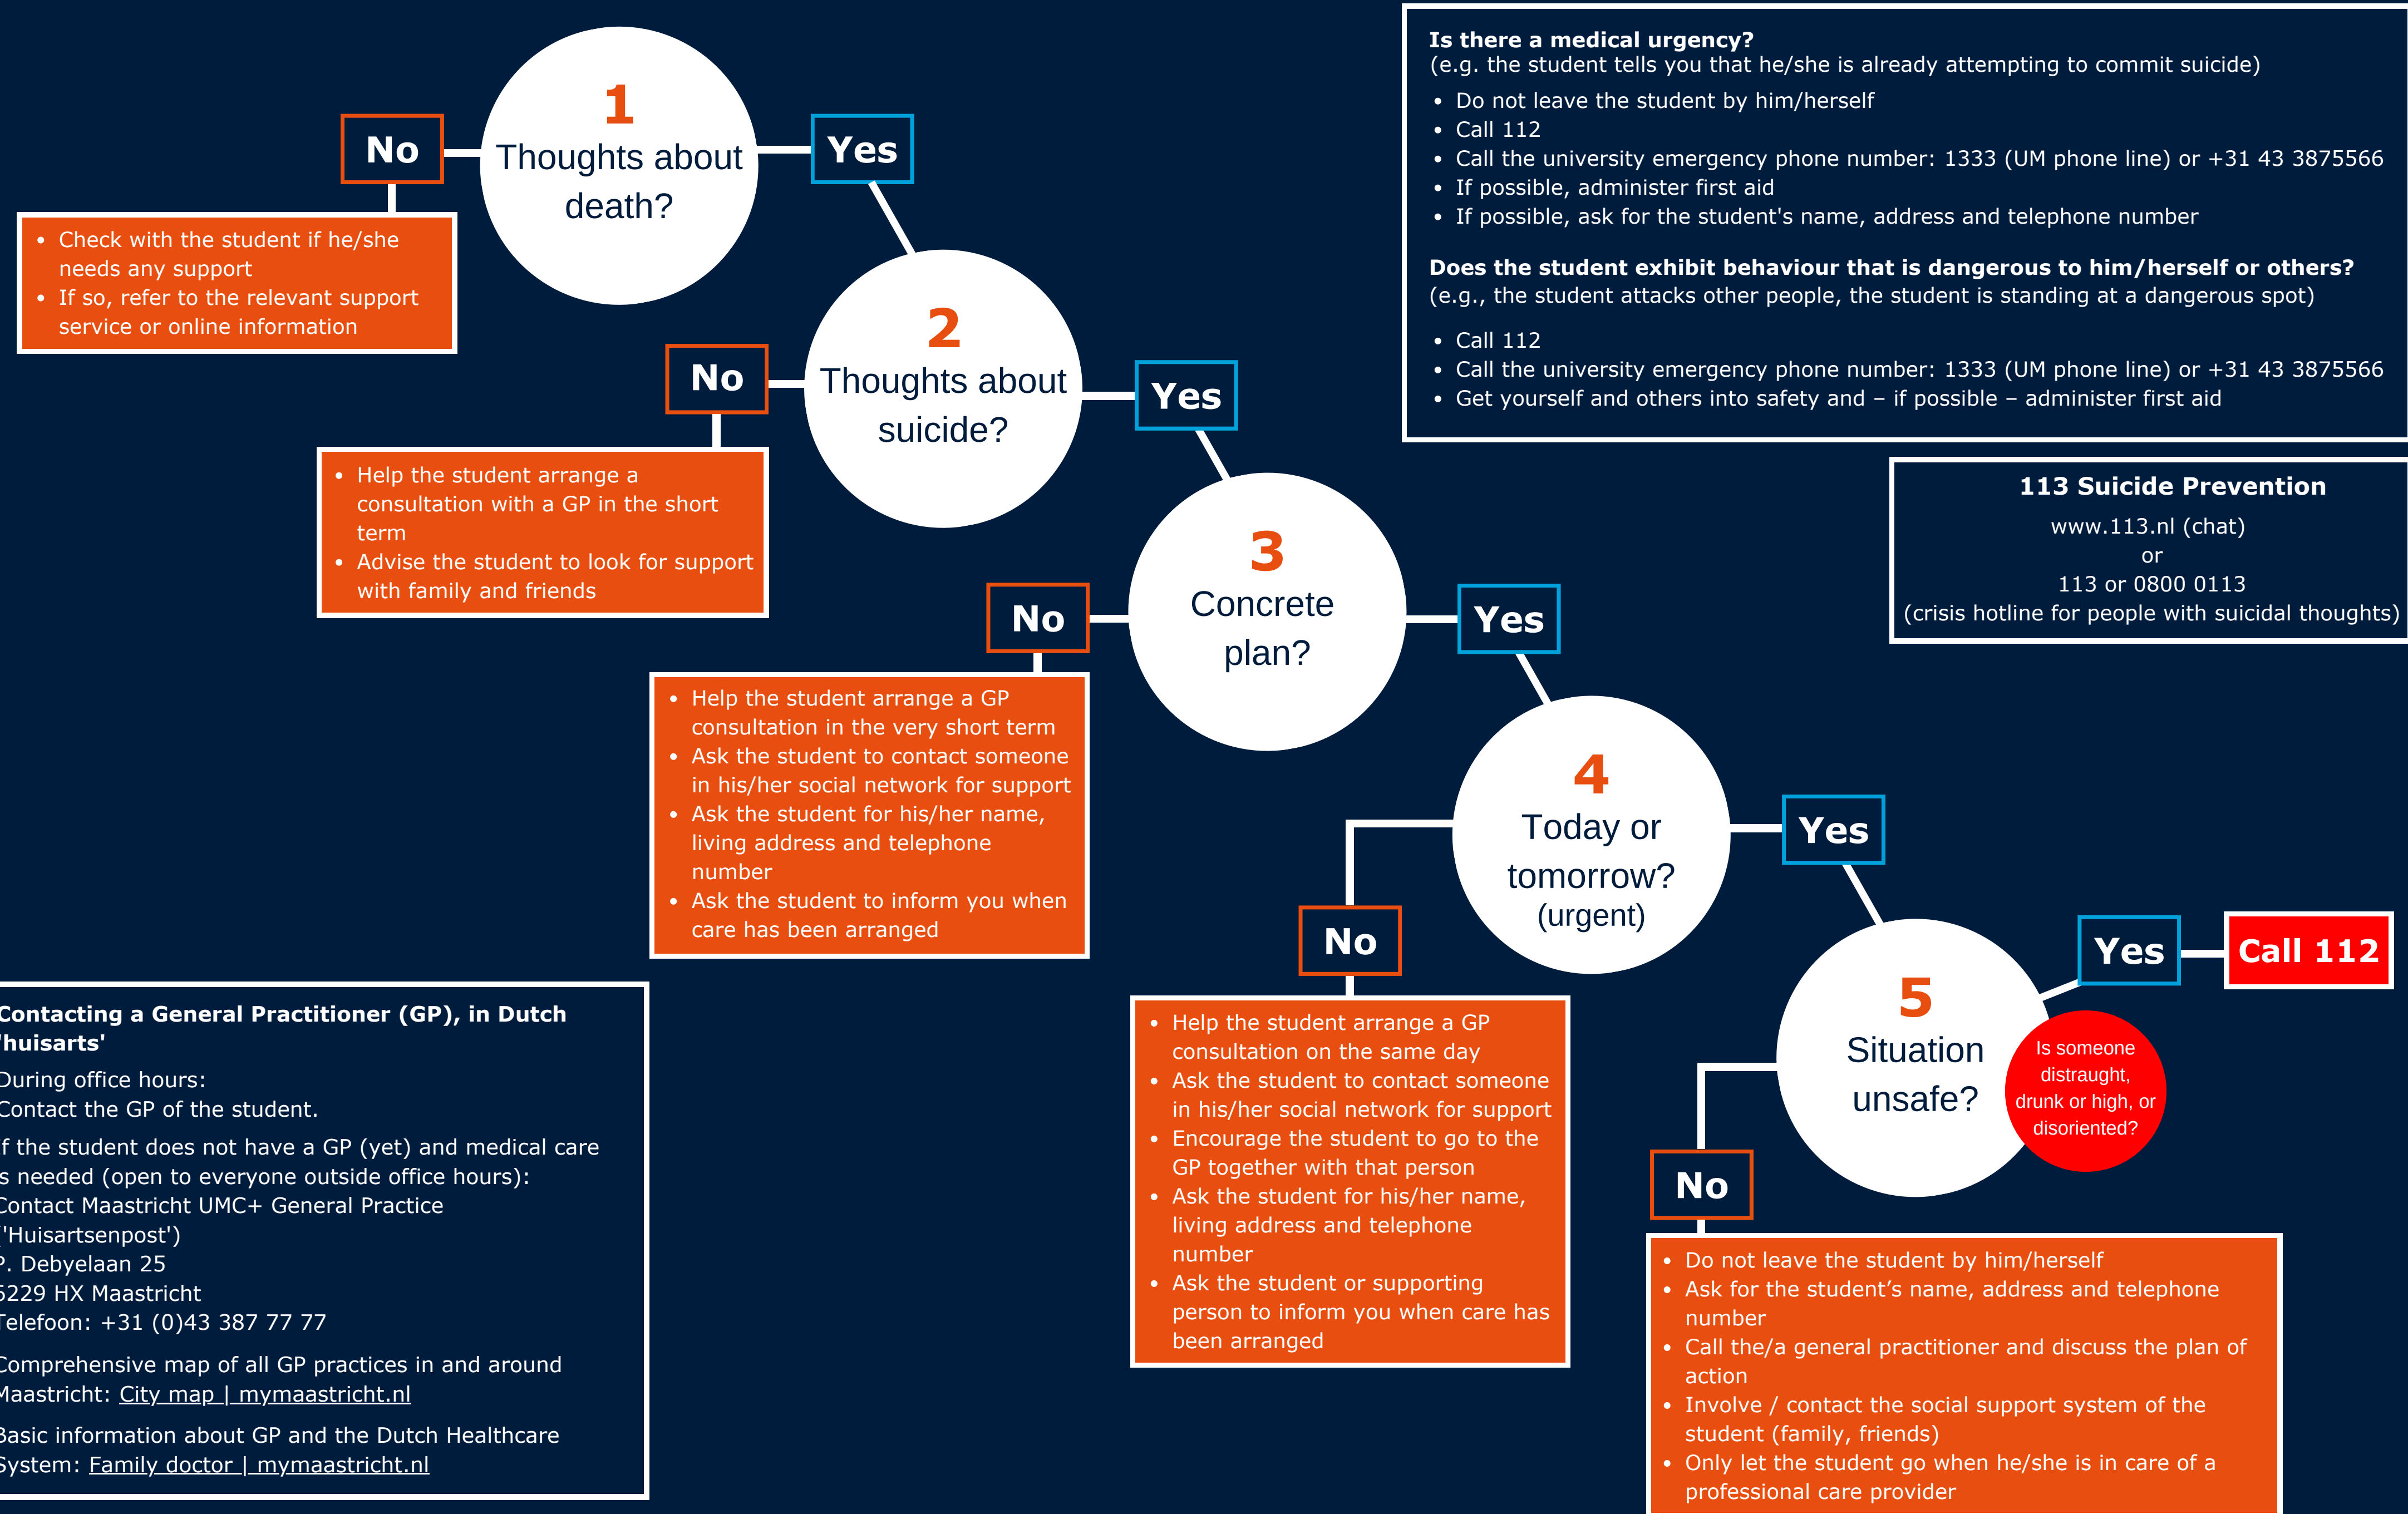 1
Thoughts about
death?
No
Yes
• Check with the student if he/she
needs any support
• If so, refer to the relevant support
service or online information
2
Thoughts about
suicide?
No
Yes
• Help the student arrange a
consultation with a GP in the short
term
• Advise the student to look for support
with family and friends
3
Concrete
plan?
No
Yes
• Help the student arrange a GP
consultation in the very short term
• Ask the student to contact someone
in his/her social network for support
• Ask the student for his/her name,
living address and telephone
number
• Ask the student to inform you when
care has been arranged
4
Today or
tomorrow?
(urgent)
No
Yes
• Help the student arrange a GP
consultation on the same day
• Ask the student to contact someone
in his/her social network for support
• Encourage the student to go to the
GP together with that person
• Ask the student for his/her name,
living address and telephone
number
• Ask the student or supporting
person to inform you when care has
been arranged
5
Situation
unsafe?
Is someone
distraught,
drunk or high, or
disoriented?
Yes
Call 112
No
• Do not leave the student by him/herself
• Ask for the student’s name, address and telephone
number
• Call the/a general practitioner and discuss the plan of
action
• Involve / contact the social support system of the
student (family, friends)
• Only let the student go when he/she is in care of a
professional care provider
Is there a medical urgency?
(e.g. the student tells you that he/she is already attempting to commit suicide)
• Do not leave the student by him/herself
• Call 112
• Call the university emergency phone number: 1333 (UM phone line) or +31 43 3875566
• If possible, administer first aid
• If possible, ask for the student's name, address and telephone number
Does the student exhibit behaviour that is dangerous to him/herself or others?
(e.g., the student attacks other people, the student is standing at a dangerous spot)
• Call 112
• Call the university emergency phone number: 1333 (UM phone line) or +31 43 3875566
• Get yourself and others into safety and – if possible – administer first aid
113 Suicide Prevention
www.113.nl (chat)
or
113 or 0800 0113
(crisis hotline for people with suicidal thoughts)
Contacting a General Practitioner (GP), in Dutch
'huisarts'
During office hours:
Contact the GP of the student.
If the student does not have a GP (yet) and medical care
is needed (open to everyone outside office hours):
Contact Maastricht UMC+ General Practice
('Huisartsenpost')
P. Debyelaan 25
6229 HX Maastricht
Telefoon: +31 (0)43 387 77 77
Comprehensive map of all GP practices in and around
Maastricht: City map | mymaastricht.nl
Basic information about GP and the Dutch Healthcare
System: Family doctor | mymaastricht.nl